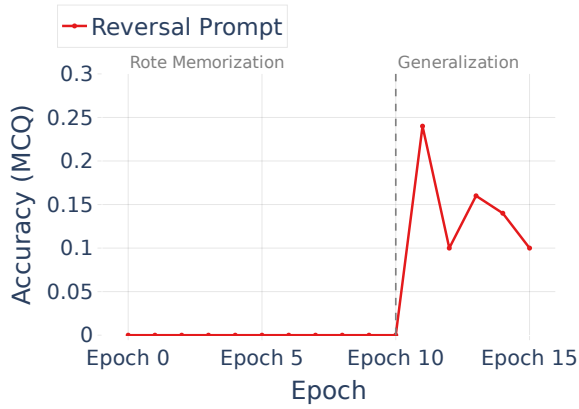 Reversal Prompt
Rote Memorization
Generalization
0.3
0.25
0.2
0.15
0.1
0.05
0
Accuracy (MCQ)
Epoch 0
Epoch 5
Epoch 10
Epoch 15
Epoch